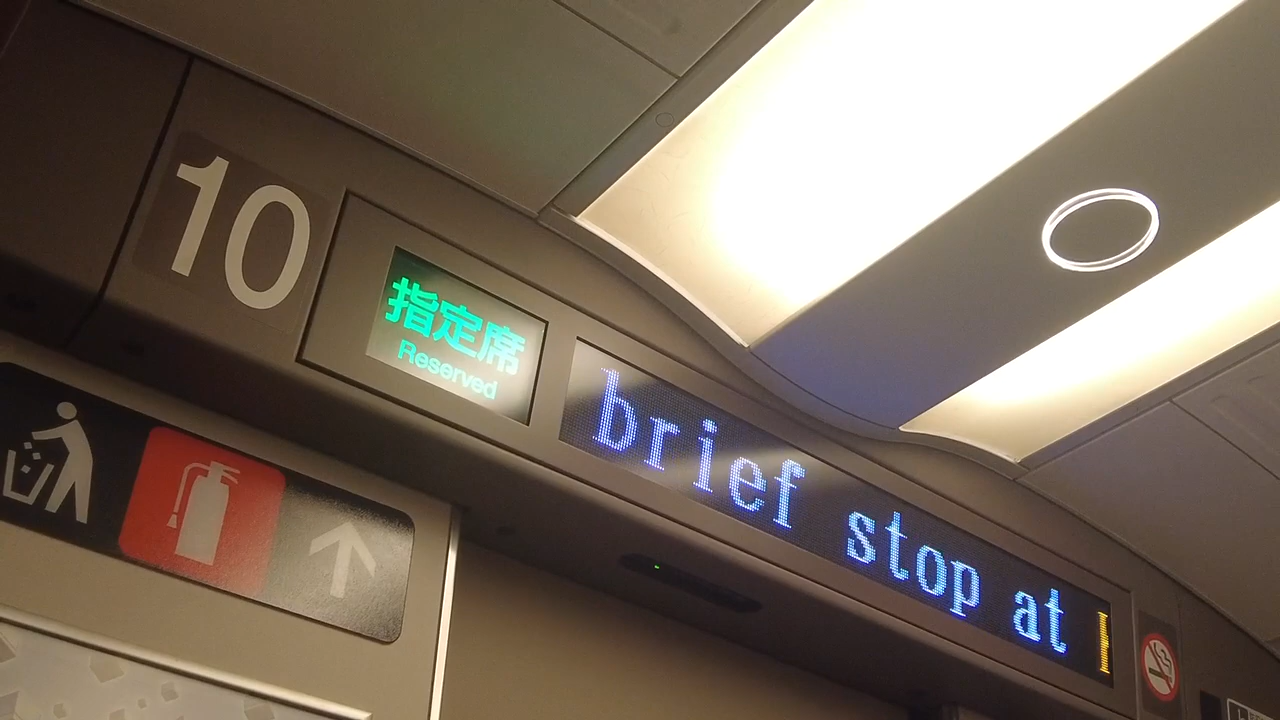 10
指定席
Reserved
brief stop at